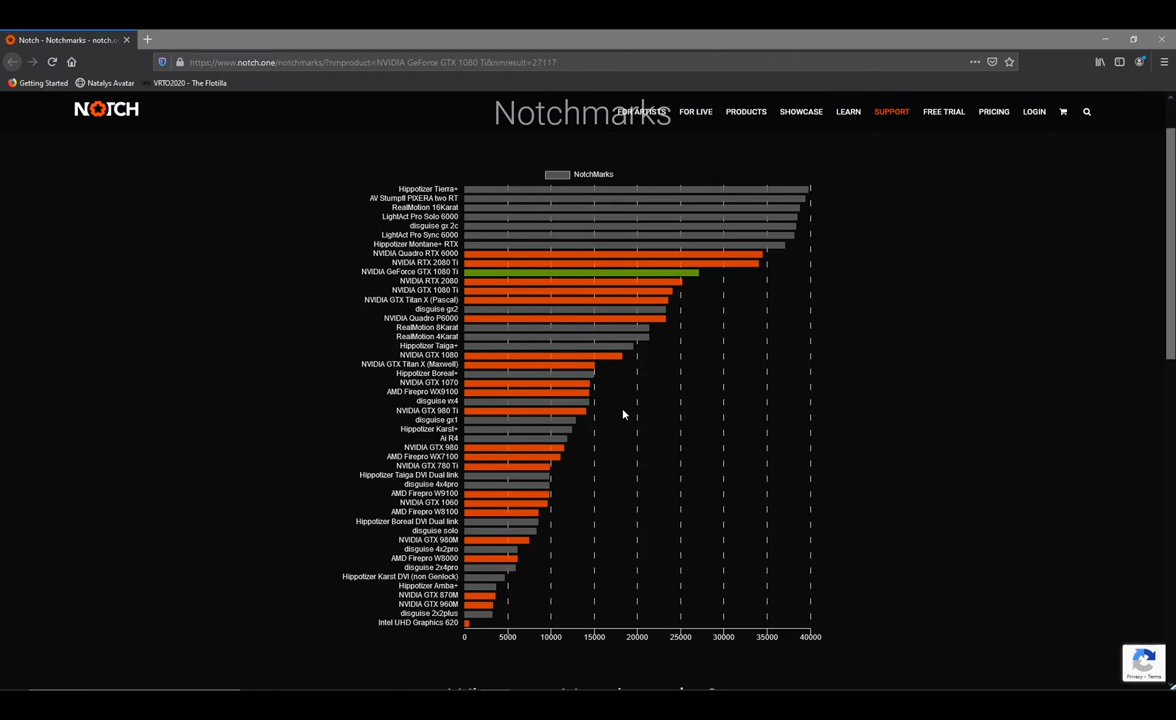 Notch - Notchmarks - notch.o
https://www.notch.one/notchmarks/?nmproduct=NVIDIA GeForce GTX 1080 Ti&nmresult=27117
Getting Started
Natalys Avatar
VRTO2020 - The Flotilla
NOTCH
Notchmarks
FOR ARTISTS
FOR LIVE
PRODUCTS
SHOWCASE
LEARN
SUPPORT
FREE TRIAL
PRICING
LOGIN
NotchMarks
Hippotizer Tierra+
AV Stumpfl PIXERA two RT
RealMotion 16Karat
LightAct Pro Solo 6000
disguise gx 2c
LightAct Pro Sync 6000
Hippotizer Montane+ RTX
NVIDIA Quadro RTX 6000
NVIDIA RTX 2080 Ti
NVIDIA GeForce GTX 1080 Ti
NVIDIA RTX 2080
NVIDIA GTX 1080 Ti
NVIDIA GTX Titan X (Pascal)
disguise gx2
NVIDIA Quadro P6000
RealMotion 8Karat
RealMotion 4Karat
Hippotizer Taiga+
NVIDIA GTX 1080
NVIDIA GTX Titan X (Maxwell)
Hippotizer Boreal+
NVIDIA GTX 1070
AMD Firepro WX9100
disguise vx4
NVIDIA GTX 980 Ti
disguise gx1
Hippotizer Karst+
Ai R4
NVIDIA GTX 980
AMD Firepro WX7100
NVIDIA GTX 780 Ti
Hippotizer Taiga DVI Dual link
disguise 4x4pro
AMD Firepro W9100
NVIDIA GTX 1060
AMD Firepro W8100
Hippotizer Boreal DVI Dual link
disguise solo
NVIDIA GTX 980M
disguise 4x2pro
AMD Firepro W8000
disguise 2x4pro
Hippotizer Karst DVI (non Genlock)
Hippotizer Amba+
NVIDIA GTX 870M
NVIDIA GTX 960M
disguise 2x2plus
Intel UHD Graphics 620
0 5000 10000 15000 20000 25000 30000 35000 40000
Privacy - Terms